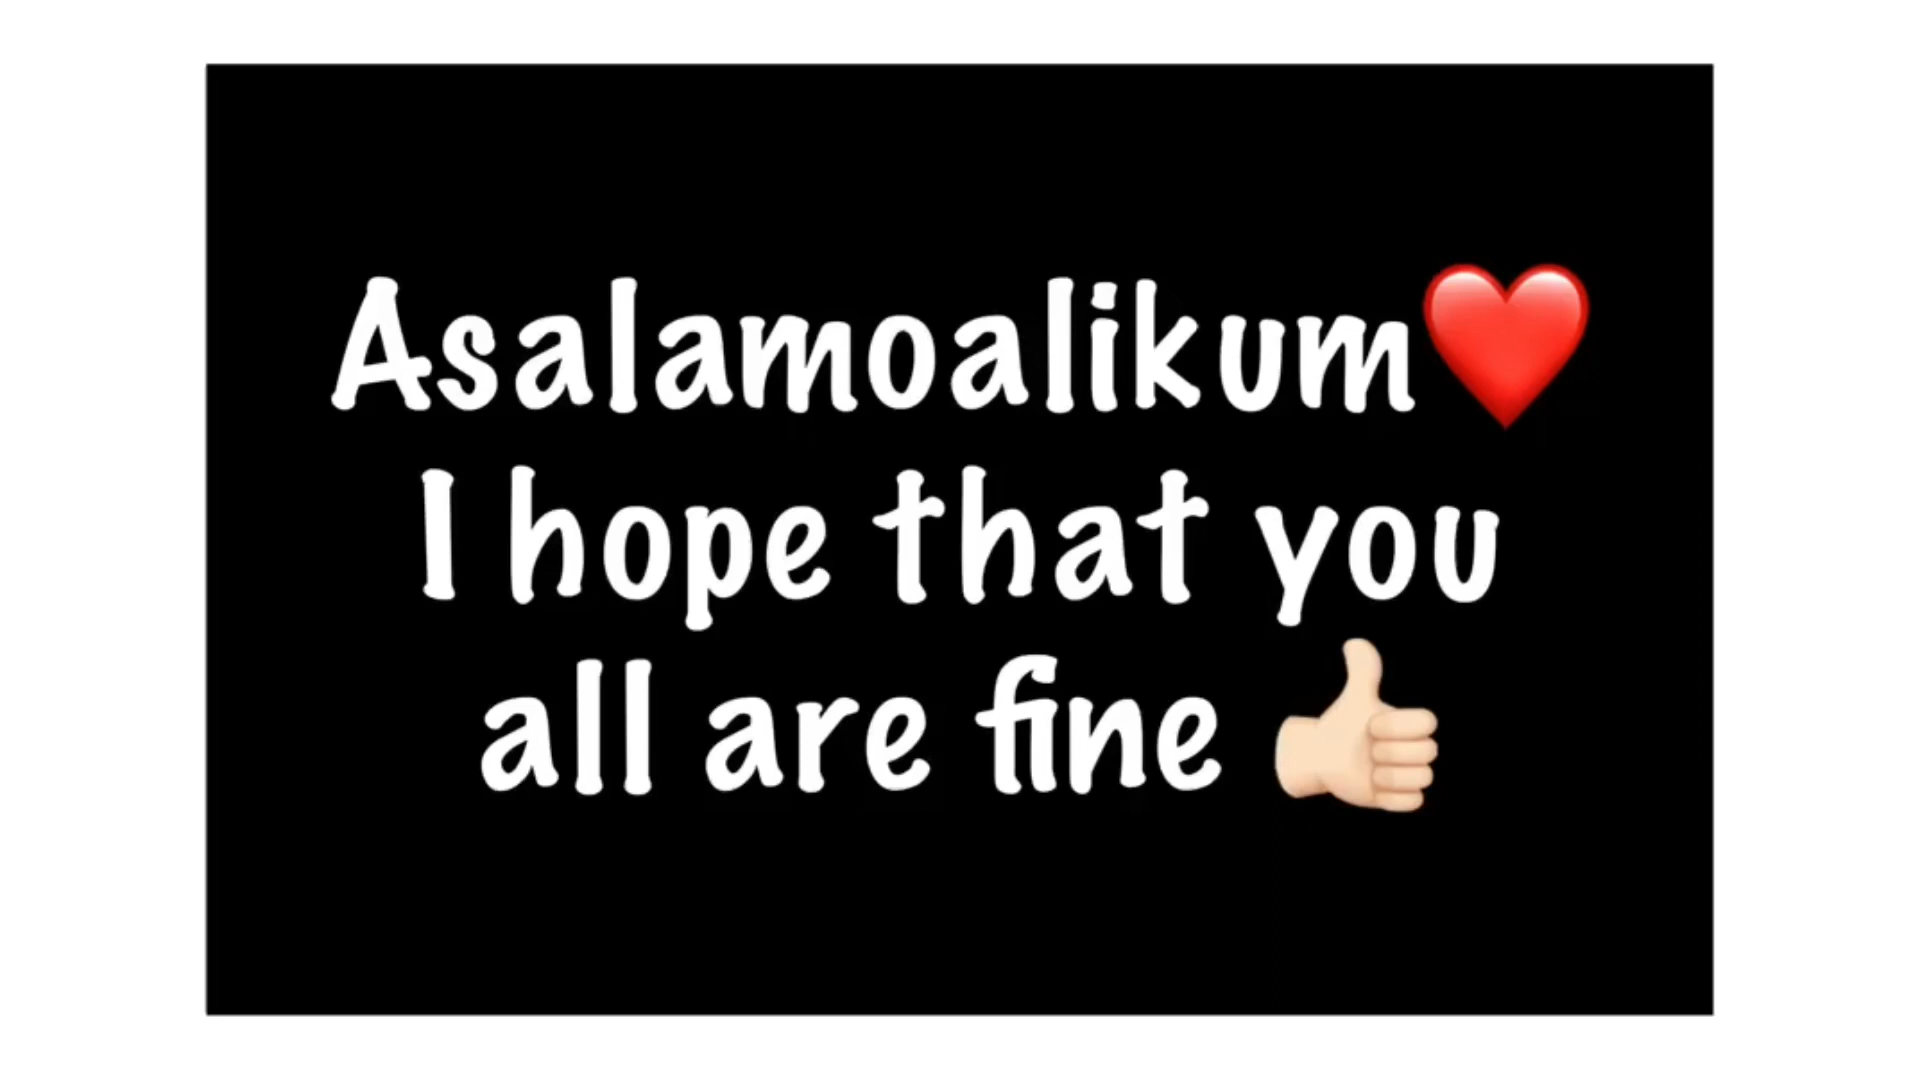 Asalamoalikum❤️
I hope that you
all are fine 👍🏻